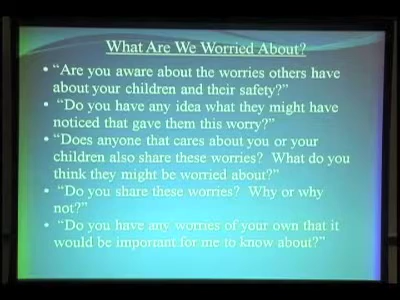 What Are We Worried About?
• “Are you aware about the worries others have
about your children and their safety?”
• “Do you have any idea what they might have
noticed that gave them this worry?”
• “Does anyone that cares about you or your
children also share these worries? What do you
think they might be worried about?”
• “Do you share these worries? Why or why
not?”
• “Do you have any worries of your own that it
would be important for me to know about?”